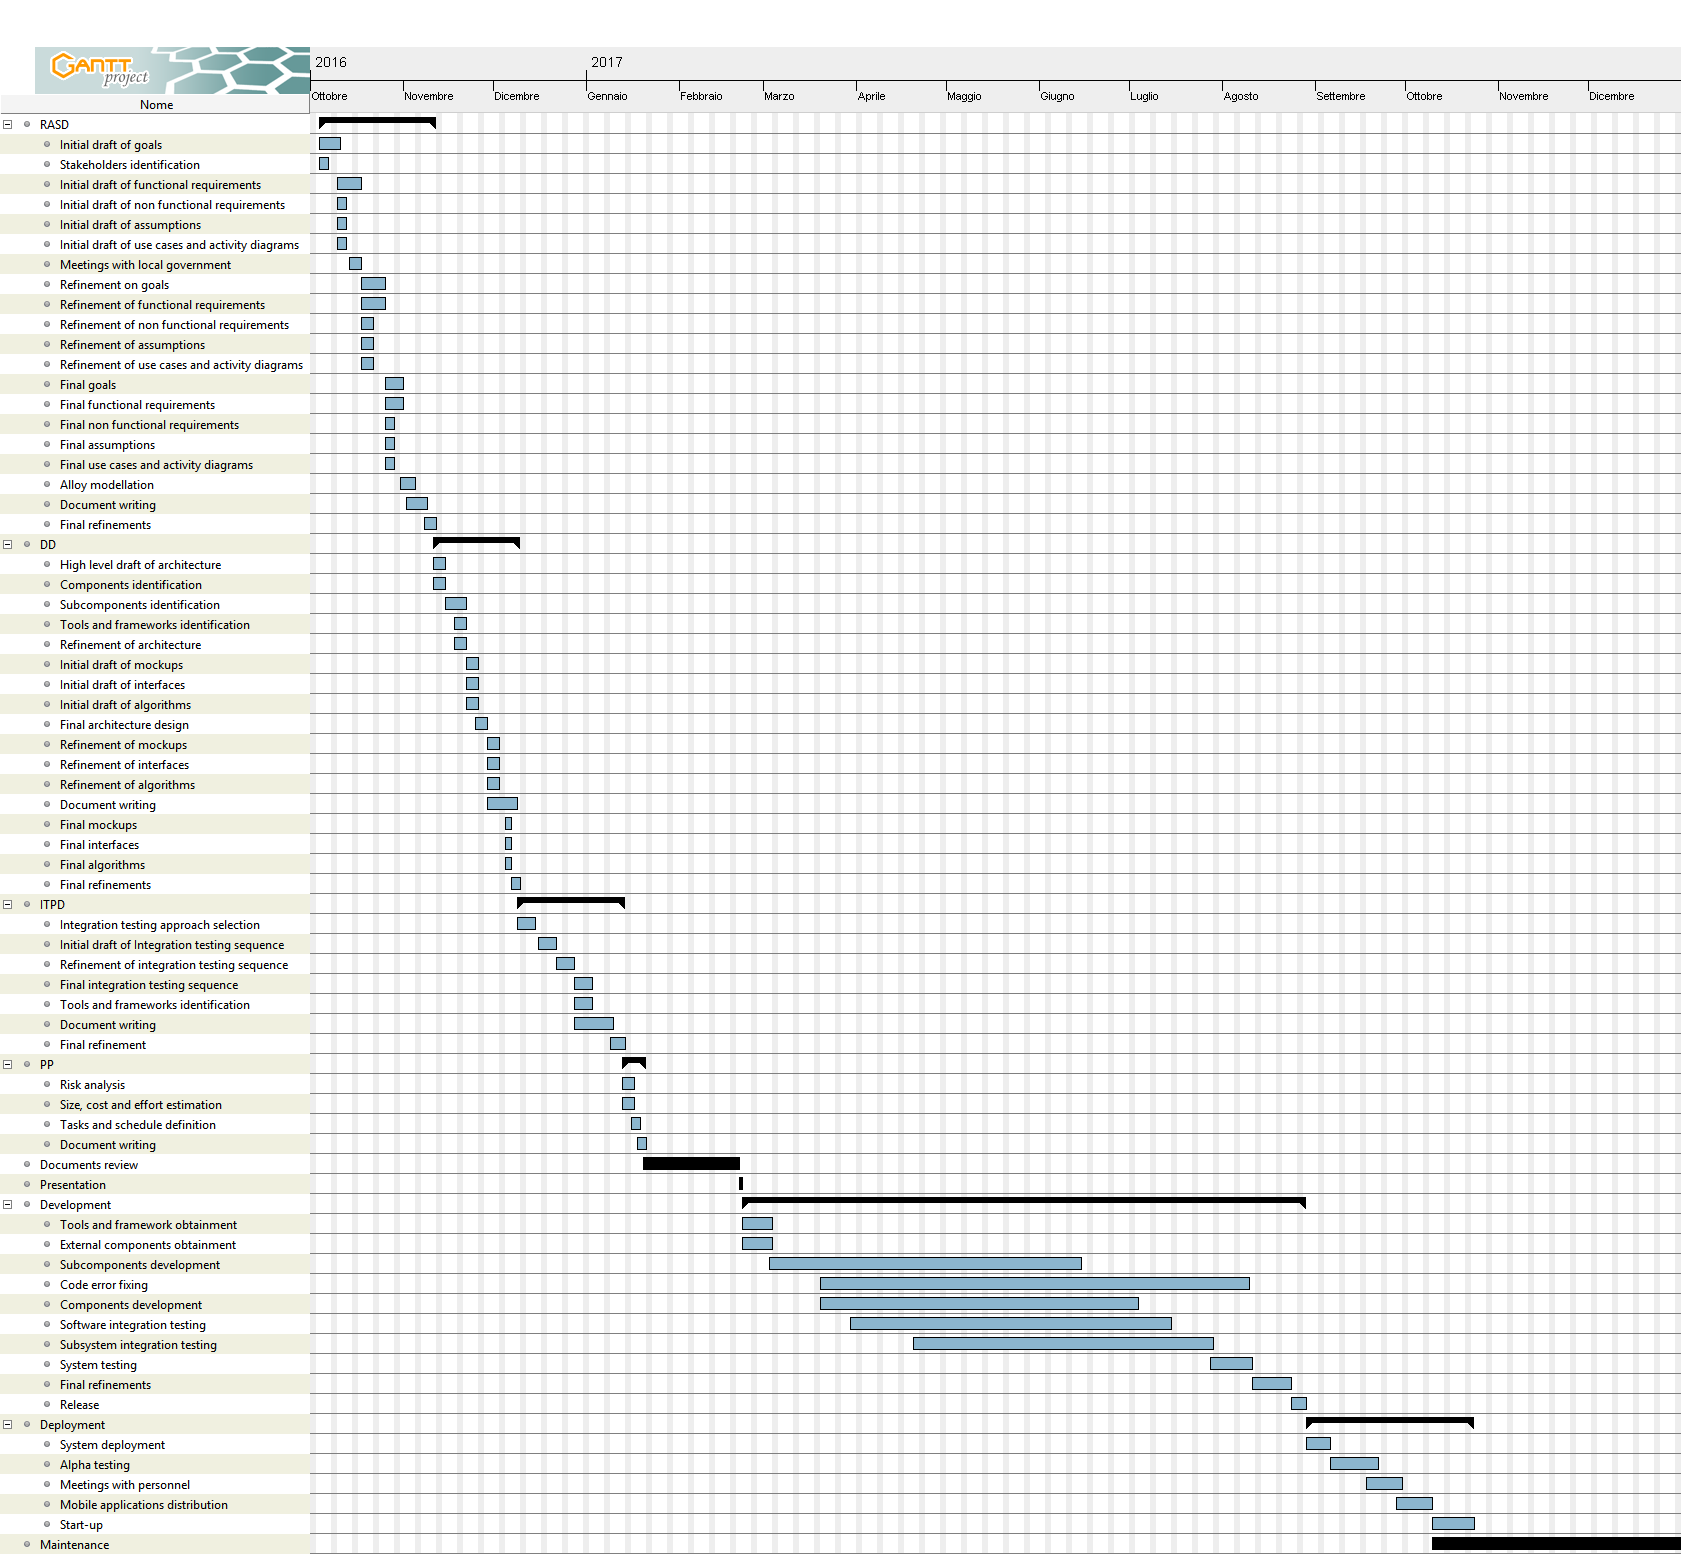 GANTT
project
2016
2017
Ottobre
Novembre
Dicembre
Gennaio
Febbraio
Marzo
Aprile
Maggio
Giugno
Luglio
Agosto
Settembre
Ottobre
Novembre
Dicembre
Nome
RASD
Initial draft of goals
Stakeholders identification
Initial draft of functional requirements
Initial draft of non functional requirements
Initial draft of assumptions
Initial draft of use cases and activity diagrams
Meetings with local government
Refinement on goals
Refinement of functional requirements
Refinement of non functional requirements
Refinement of assumptions
Refinement of use cases and activity diagrams
Final goals
Final functional requirements
Final non functional requirements
Final assumptions
Final use cases and activity diagrams
Alloy modellation
Document writing
Final refinements
DD
High level draft of architecture
Components identification
Subcomponents identification
Tools and frameworks identification
Refinement of architecture
Initial draft of mockups
Initial draft of interfaces
Initial draft of algorithms
Final architecture design
Refinement of mockups
Refinement of interfaces
Refinement of algorithms
Document writing
Final mockups
Final interfaces
Final algorithms
Final refinements
ITPD
Integration testing approach selection
Initial draft of Integration testing sequence
Refinement of integration testing sequence
Final integration testing sequence
Tools and frameworks identification
Document writing
Final refinement
PP
Risk analysis
Size, cost and effort estimation
Tasks and schedule definition
Document writing
Documents review
Presentation
Development
Tools and framework obtainment
External components obtainment
Subcomponents development
Code error fixing
Components development
Software integration testing
Subsystem integration testing
System testing
Final refinements
Release
Deployment
System deployment
Alpha testing
Meetings with personnel
Mobile applications distribution
Start-up
Maintenance